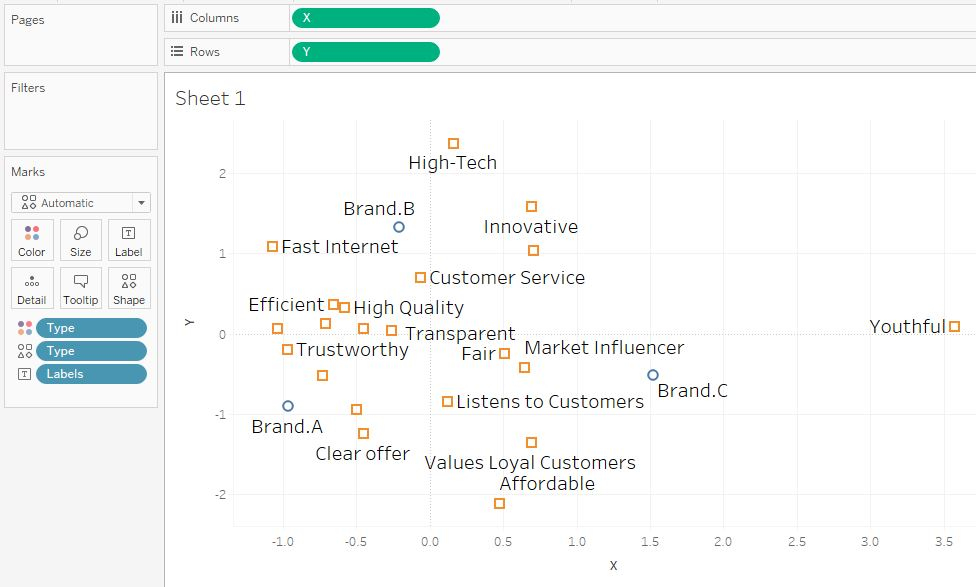 Pages
Columns X
Rows Y
Filters
Marks
Automatic
Color Size Label
Detail Tooltip Shape
Type
Type
Labels
Sheet 1
High-Tech
Brand.B
Innovative
Fast Internet
Customer Service
Efficient High Quality
Youthful
Transparent
Trustworthy Fair Market Influencer
Brand.C
Listens to Customers
Brand.A
Clear offer
Values Loyal Customers
Affordable
Y
2
1
0
-1
-2
-1.0 -0.5 0.0 0.5 1.0 1.5 2.0 2.5 3.0 3.5
X